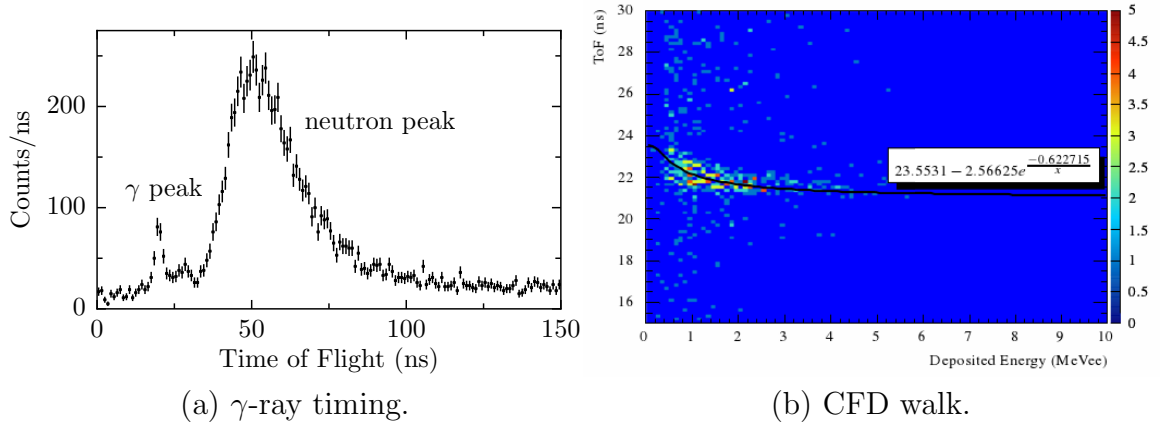 250
200
150
100
50
0
Counts/ns
γ peak
neutron peak
0 50 100 150
Time of Flight (ns)
(a) γ-ray timing.
ToF (ns)
30
28
26
24
22
20
18
16
23.5531 − 2.56625e^{−0.622715/x}
0 1 2 3 4 5 6 7 8 9 10
Deposited Energy (MeVee)
5
4.5
4
3.5
3
2.5
2
1.5
1
0.5
0
(b) CFD walk.